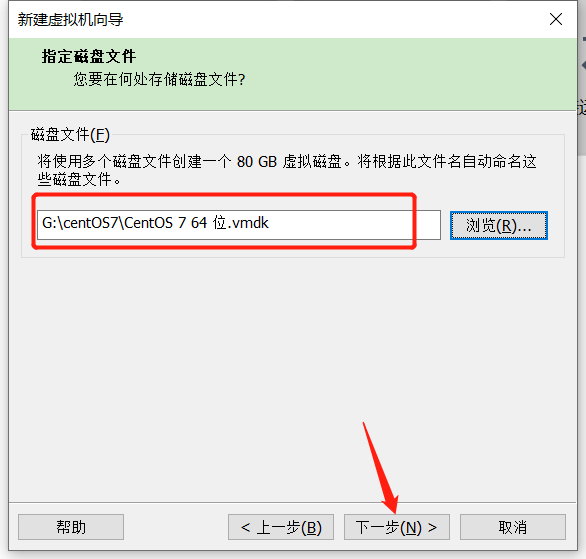 新建虚拟机向导
指定磁盘文件
您要在何处存储磁盘文件?
磁盘文件(F)
将使用多个磁盘文件创建一个 80 GB 虚拟磁盘。将根据此文件名自动命名这
些磁盘文件。
G:\centOS7\CentOS 7 64 位.vmdk
浏览(R)...
帮助
< 上一步(B)
下一步(N) >
取消